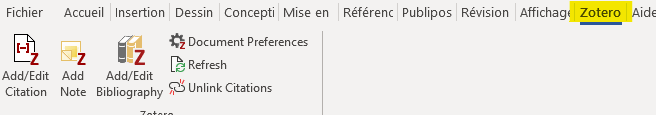 Fichier Accueil Insertion Dessin Concepti Mise en Référenc Publipos Révision Affichage Zotero Aide
Add/Edit Citation
Add Note
Add/Edit Bibliography
Document Preferences
Refresh
Unlink Citations
Zotero